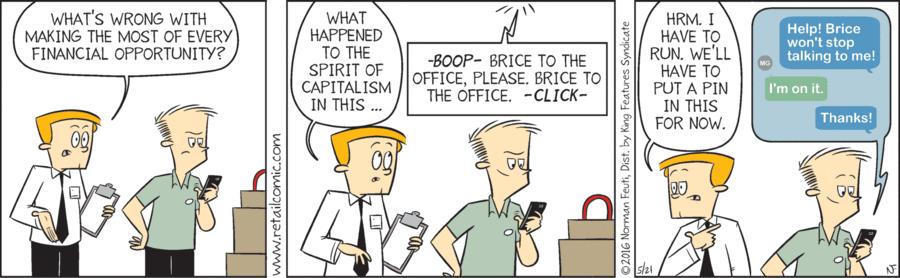 WHAT'S WRONG WITH
MAKING THE MOST OF EVERY
FINANCIAL OPPORTUNITY?
www.retailcomic.com
WHAT
HAPPENED
TO THE
SPIRIT OF
CAPITALISM
IN THIS ...
-BOOP- BRICE TO THE
OFFICE, PLEASE. BRICE TO
THE OFFICE. -CLICK-
©2016 Norman Feuti, Dist. by King Features Syndicate
HRM. I
HAVE TO
RUN. WE'LL
HAVE TO
PUT A PIN
IN THIS
FOR NOW.
Help! Brice
won't stop
talking to me!
MG
I'm on it.
Thanks!
5/21
NF